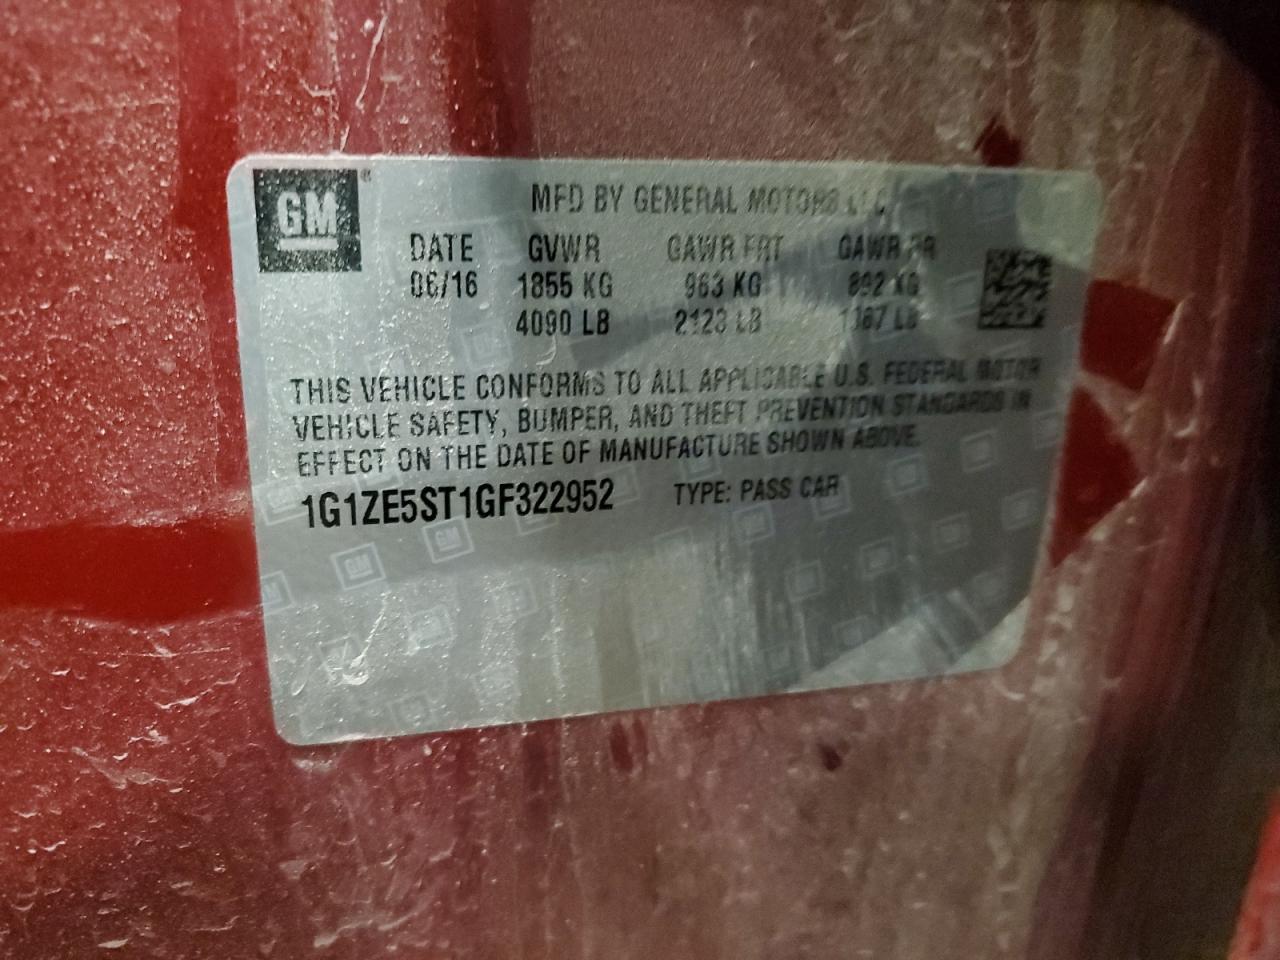 GM
MFD BY GENERAL MOTORS LLC
DATE GVWR GAWR FRT GAWR RR
06/16 1855 KG 963 KG 892 KG
4090 LB 2123 LB 1967 LB
THIS VEHICLE CONFORMS TO ALL APPLICABLE U.S. FEDERAL MOTOR
VEHICLE SAFETY, BUMPER, AND THEFT PREVENTION STANDARDS IN
EFFECT ON THE DATE OF MANUFACTURE SHOWN ABOVE.
1G1ZE5ST1GF322952 TYPE: PASS CAR